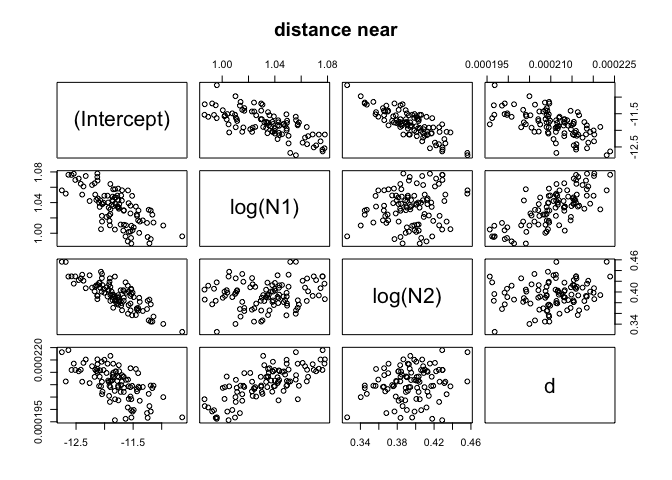 distance near
1.00 1.04 1.08
0.000195 0.000210 0.000225
(Intercept)
-12.5 -11.5
1.00 1.04 1.08
log(N1)
log(N2)
0.34 0.40 0.46
0.000195 0.000220
d
-12.5 -11.5
0.34 0.38 0.42 0.46